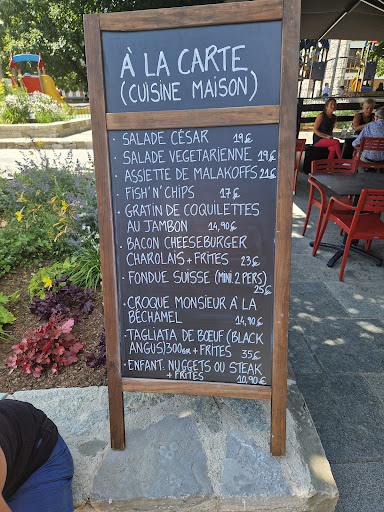 À LA CARTE
(CUISINE MAISON)
• SALADE CÉSAR 19€
• SALADE VEGETARIENNE 19€
• ASSIETTE DE MALAKOFFS 21€
• FISH'N'CHIPS 17€
• GRATIN DE COQUILETTES
AU JAMBON 14,90€
• BACON CHEESEBURGER
CHAROLAIS + FRITES 23€
• FONDUE SUISSE (MINI. 2 PERS)
25€
• CROQUE MONSIEUR À LA
BÉCHAMEL 14,90€
• TAGLIATA DE BŒUF (BLACK
ANGUS) 300GR + FRITES 35€
• ENFANT: NUGGETS OU STEAK
+ FRITES 10,90€